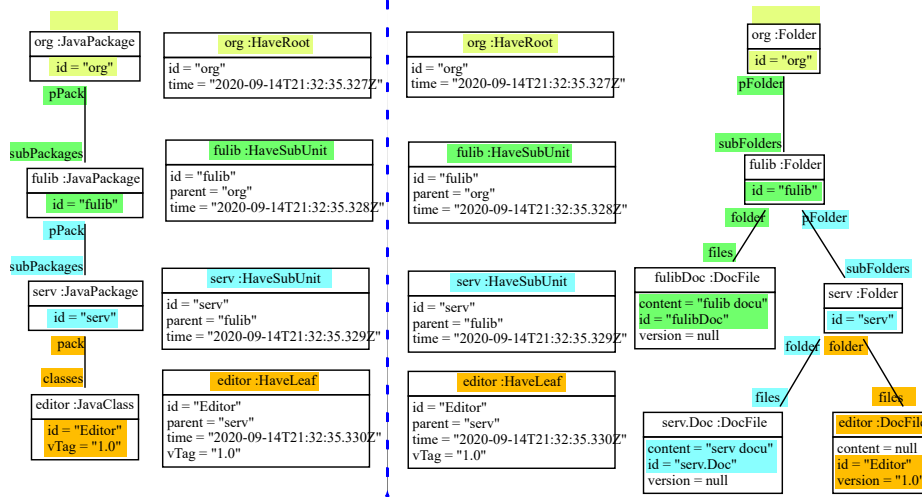 org :JavaPackage
id = "org"
pPack
subPackages
fulib :JavaPackage
id = "fulib"
pPack
subPackages
serv :JavaPackage
id = "serv"
pack
classes
editor :JavaClass
id = "Editor"
vTag = "1.0"
org :HaveRoot
id = "org"
time = "2020-09-14T21:32:35.327Z"
fulib :HaveSubUnit
id = "fulib"
parent = "org"
time = "2020-09-14T21:32:35.328Z"
serv :HaveSubUnit
id = "serv"
parent = "fulib"
time = "2020-09-14T21:32:35.329Z"
editor :HaveLeaf
id = "Editor"
parent = "serv"
time = "2020-09-14T21:32:35.330Z"
vTag = "1.0"
org :HaveRoot
id = "org"
time = "2020-09-14T21:32:35.327Z"
fulib :HaveSubUnit
id = "fulib"
parent = "org"
time = "2020-09-14T21:32:35.328Z"
serv :HaveSubUnit
id = "serv"
parent = "fulib"
time = "2020-09-14T21:32:35.329Z"
editor :HaveLeaf
id = "Editor"
parent = "serv"
time = "2020-09-14T21:32:35.330Z"
vTag = "1.0"
org :Folder
id = "org"
pFolder
subFolders
fulib :Folder
id = "fulib"
folder
pFolder
files
subFolders
fulibDoc :DocFile
content = "fulib docu"
id = "fulibDoc"
version = null
serv :Folder
id = "serv"
folder
folder
files
files
serv.Doc :DocFile
content = "serv docu"
id = "serv.Doc"
version = null
editor :DocFile
content = null
id = "Editor"
version = "1.0"